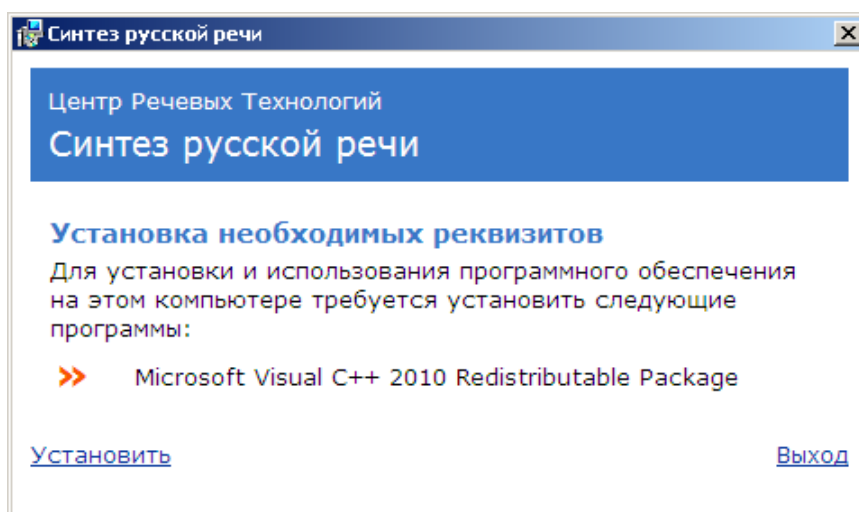 Синтез русской речи
Центр Речевых Технологий
Синтез русской речи
Установка необходимых реквизитов
Для установки и использования программного обеспечения
на этом компьютере требуется установить следующие
программы:
Microsoft Visual C++ 2010 Redistributable Package
Установить Выход